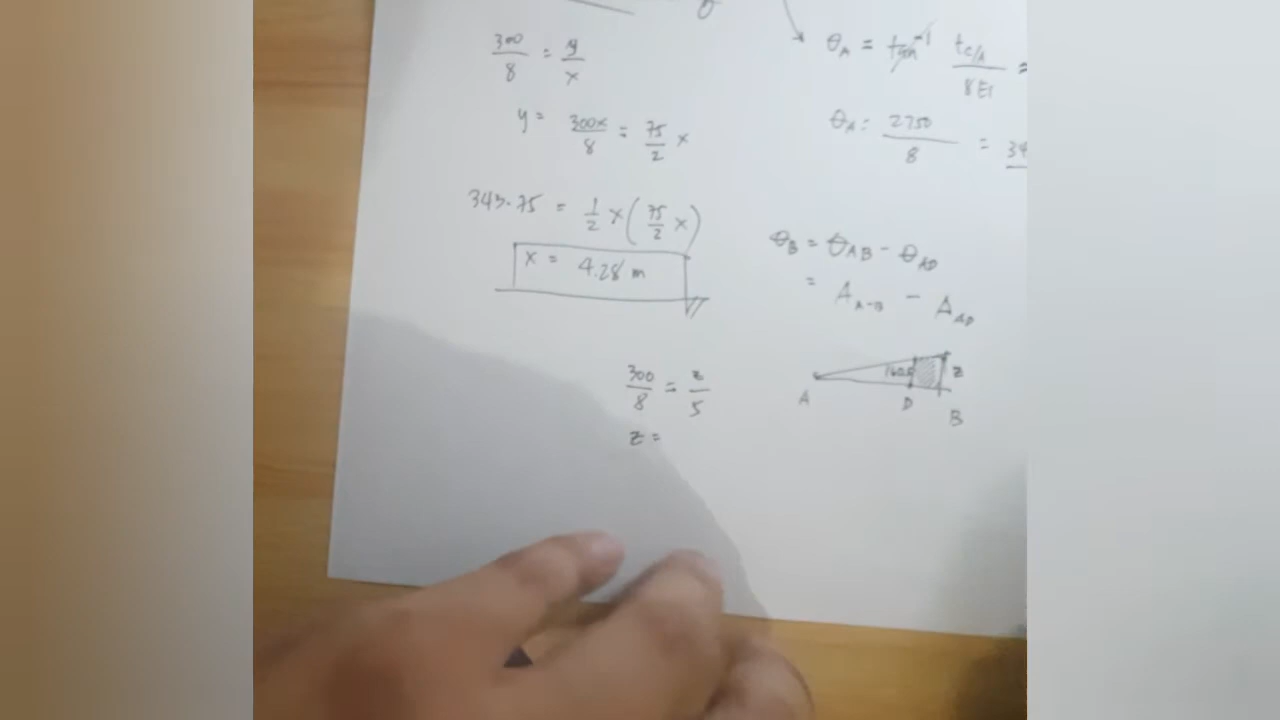 300/8 = y/x
y = 300x/8 = 75/2 x
343.75 = 1/2 x (75/2 x)
x = 4.28 m
300/8 = z/5
z =
θA = tan⁻¹ tC/A / 8EI =
θA = 2750/8 =
θB = θAB - θAD
= AA-B - AAD
A
D
B
z